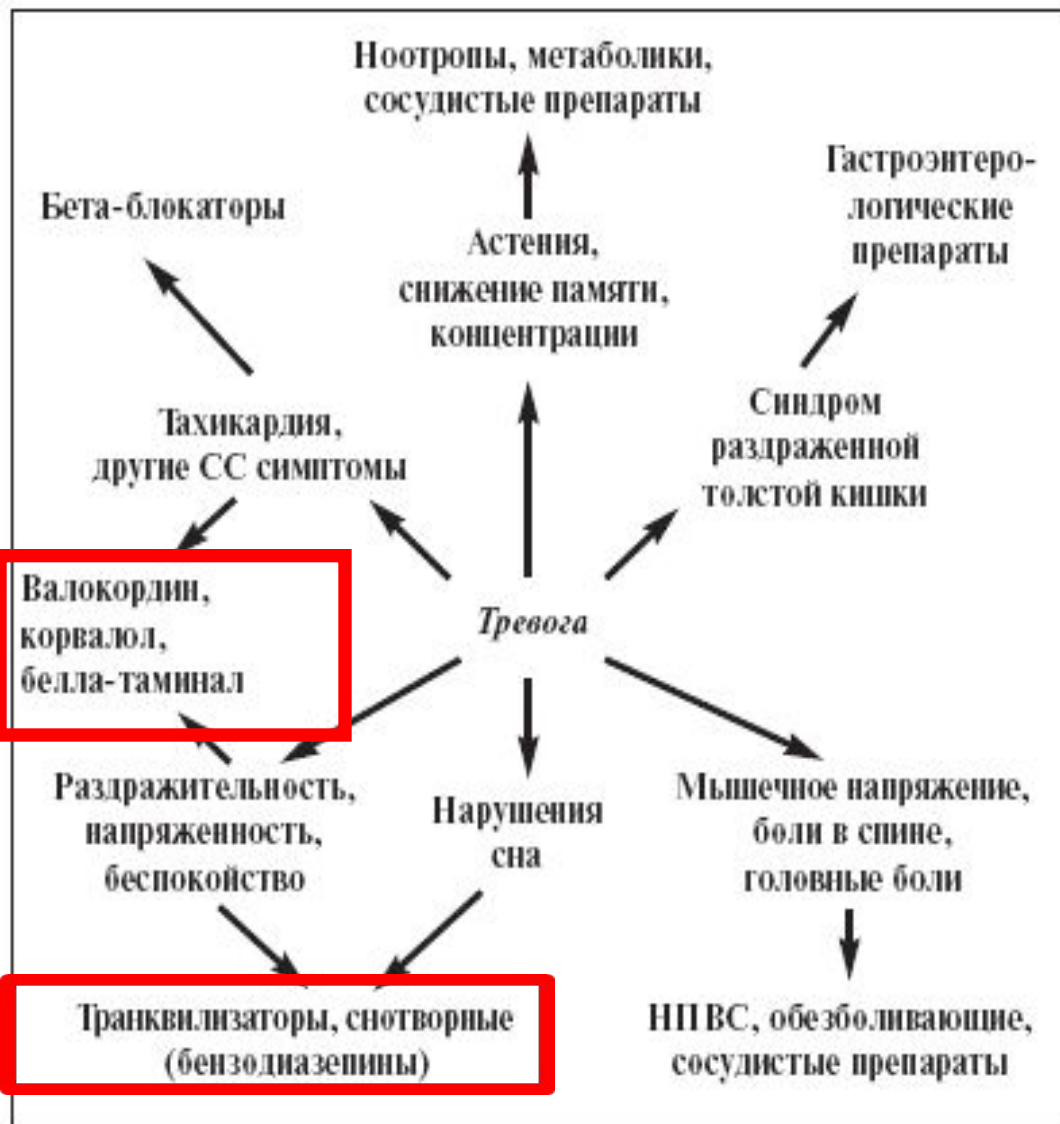 Ноотропы, метаболики,
сосудистые препараты
Гастроэнтеро-
логические
препараты
Бета-блокаторы
Астения,
снижение памяти,
концентрации
Синдром
раздраженной
толстой кишки
Тахикардия,
другие СС симптомы
Валокордин,
корвалол,
белла-таминал
Тревога
Раздражительность,
напряженность,
беспокойство
Нарушения
сна
Мышечное напряжение,
боли в спине,
головные боли
Транквилизаторы, снотворные
(бензодиазепины)
НПВС, обезболивающие,
сосудистые препараты